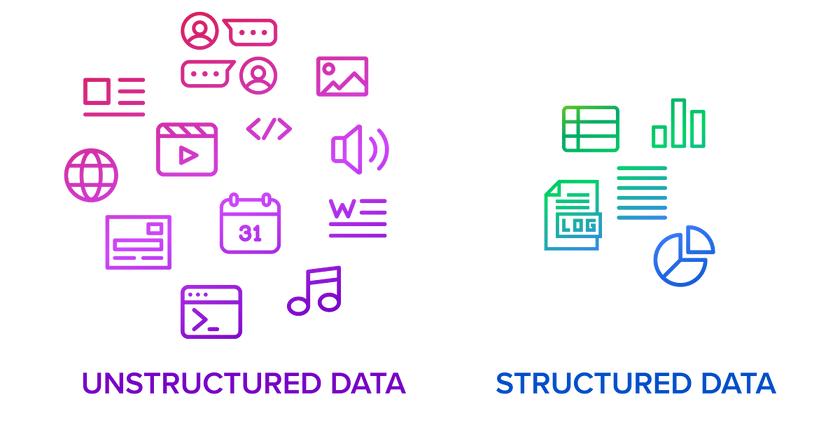 </>
W
31
LOG
>_
UNSTRUCTURED DATA
STRUCTURED DATA